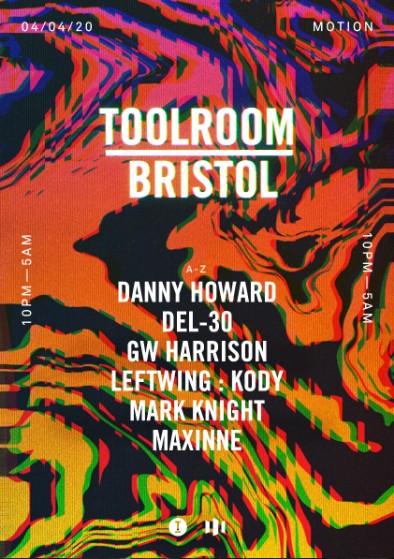 04/04/20
MOTION
TOOLROOM
BRISTOL
10PM—5AM
10PM—5AM
A-Z
DANNY HOWARD
DEL-30
GW HARRISON
LEFTWING : KODY
MARK KNIGHT
MAXINNE